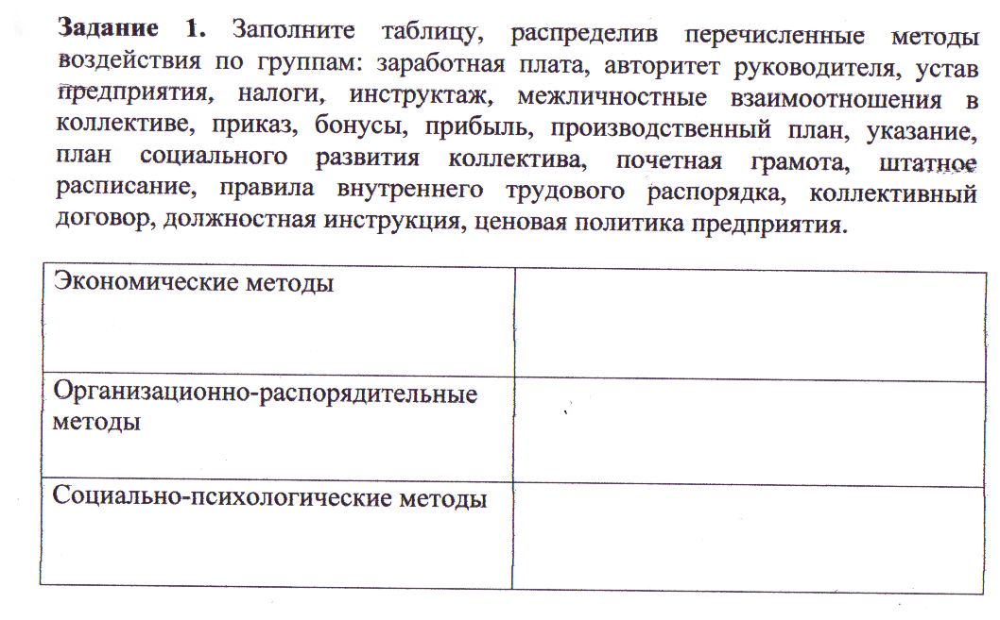 Задание 1. Заполните таблицу, распределив перечисленные методы
воздействия по группам: заработная плата, авторитет руководителя, устав
предприятия, налоги, инструктаж, межличностные взаимоотношения в
коллективе, приказ, бонусы, прибыль, производственный план, указание,
план социального развития коллектива, почетная грамота, штатное
расписание, правила внутреннего трудового распорядка, коллективный
договор, должностная инструкция, ценовая политика предприятия.
Экономические методы
Организационно-распорядительные
методы
Социально-психологические методы